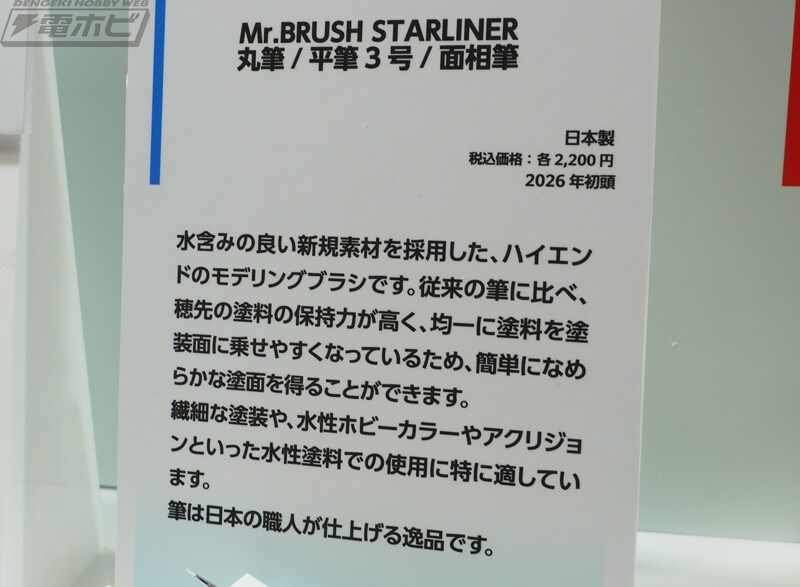 DENGEKI HOBBY WEB
電ホビ
Mr.BRUSH STARLINER
丸筆 / 平筆 3 号 / 面相筆
日本製
税込価格：各 2,200 円
2026 年初頭
水含みの良い新規素材を採用した、ハイエン
ドのモデリングブラシです。従来の筆に比べ、
穂先の塗料の保持力が高く、均一に塗料を塗
装面に乗せやすくなっているため、簡単になめ
らかな塗面を得ることができます。
繊細な塗装や、水性ホビーカラーやアクリジョ
ンといった水性塗料での使用に特に適してい
ます。
筆は日本の職人が仕上げる逸品です。